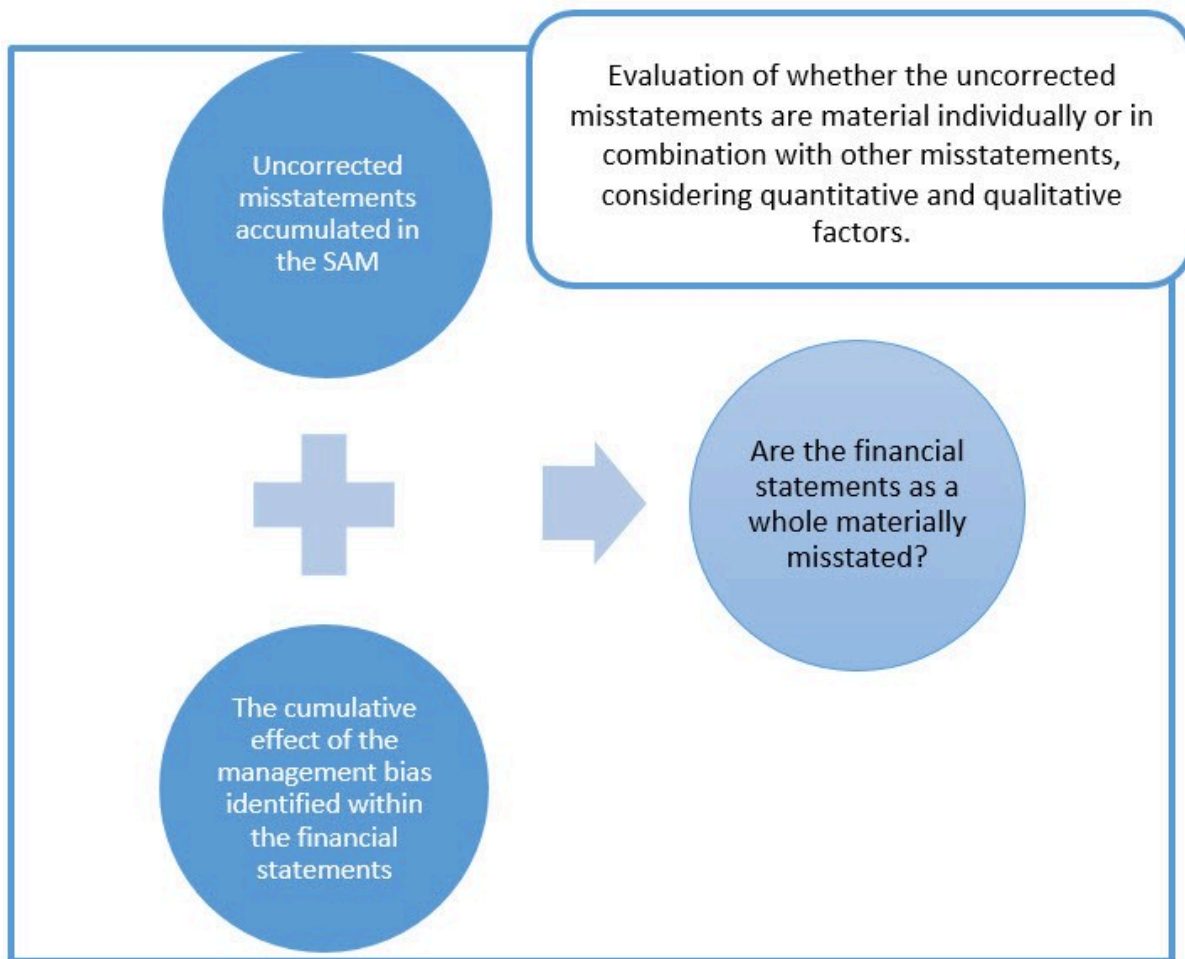 Evaluation of whether the uncorrected
misstatements are material individually or in
combination with other misstatements,
considering quantitative and qualitative
factors.
Uncorrected
misstatements
accumulated in
the SAM
Are the financial
statements as a
whole materially
misstated?
The cumulative
effect of the
management bias
identified within
the financial
statements